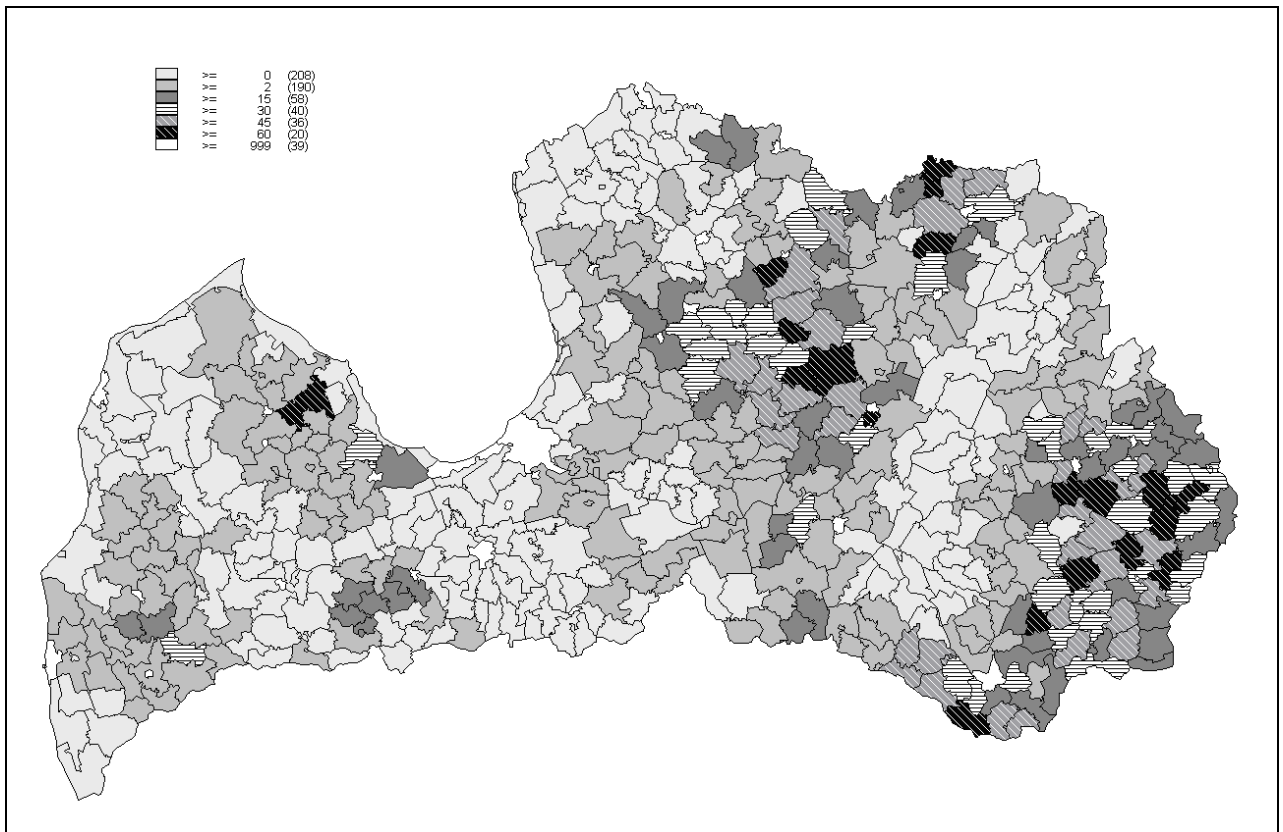 >= 0 (208)
>= 2 (190)
>= 15 (58)
>= 30 (40)
>= 45 (36)
>= 60 (20)
>= 999 (39)